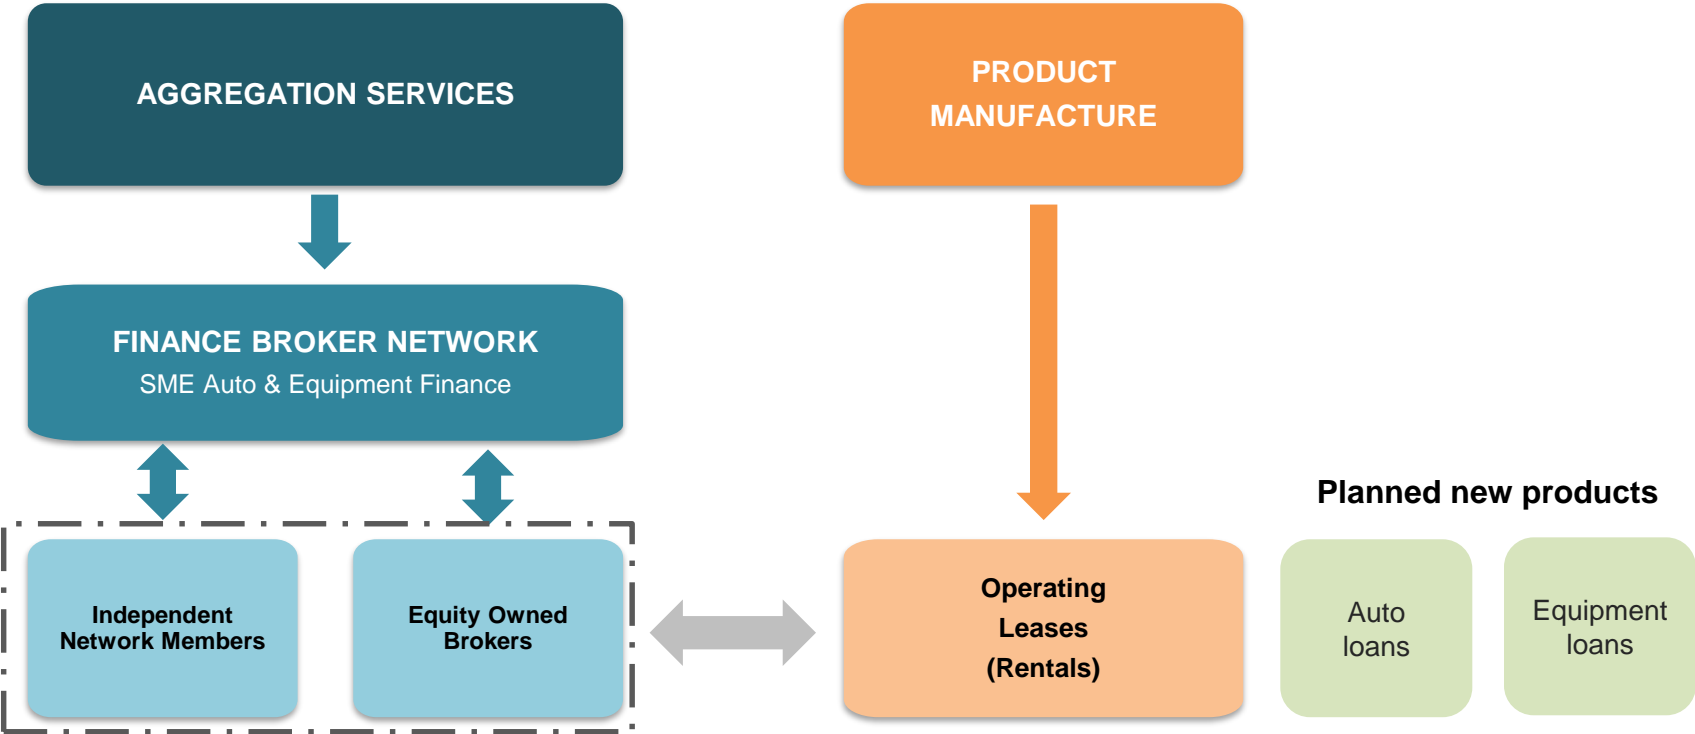 AGGREGATION SERVICES
PRODUCT
MANUFACTURE
FINANCE BROKER NETWORK
SME Auto & Equipment Finance
Planned new products
Independent
Network Members
Equity Owned
Brokers
Operating
Leases
(Rentals)
Auto
loans
Equipment
loans